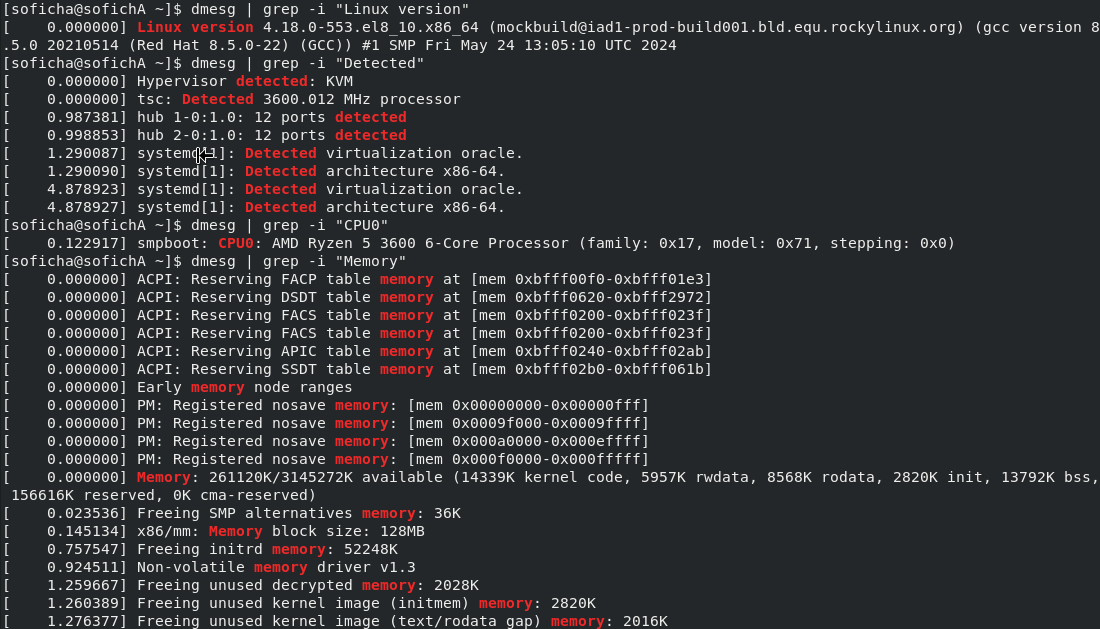 [soficha@sofichA ~]$ dmesg | grep -i "Linux version"
[    0.000000] Linux version 4.18.0-553.el8_10.x86_64 (mockbuild@iad1-prod-build001.bld.equ.rockylinux.org) (gcc version 8
.5.0 20210514 (Red Hat 8.5.0-22) (GCC)) #1 SMP Fri May 24 13:05:10 UTC 2024
[soficha@sofichA ~]$ dmesg | grep -i "Detected"
[    0.000000] Hypervisor detected: KVM
[    0.000000] tsc: Detected 3600.012 MHz processor
[    0.987381] hub 1-0:1.0: 12 ports detected
[    0.998853] hub 2-0:1.0: 12 ports detected
[    1.290087] systemd[1]: Detected virtualization oracle.
[    1.290090] systemd[1]: Detected architecture x86-64.
[    4.878923] systemd[1]: Detected virtualization oracle.
[    4.878927] systemd[1]: Detected architecture x86-64.
[soficha@sofichA ~]$ dmesg | grep -i "CPU0"
[    0.122917] smpboot: CPU0: AMD Ryzen 5 3600 6-Core Processor (family: 0x17, model: 0x71, stepping: 0x0)
[soficha@sofichA ~]$ dmesg | grep -i "Memory"
[    0.000000] ACPI: Reserving FACP table memory at [mem 0xbfff00f0-0xbfff01e3]
[    0.000000] ACPI: Reserving DSDT table memory at [mem 0xbfff0620-0xbfff2972]
[    0.000000] ACPI: Reserving FACS table memory at [mem 0xbfff0200-0xbfff023f]
[    0.000000] ACPI: Reserving FACS table memory at [mem 0xbfff0200-0xbfff023f]
[    0.000000] ACPI: Reserving APIC table memory at [mem 0xbfff0240-0xbfff02ab]
[    0.000000] ACPI: Reserving SSDT table memory at [mem 0xbfff02b0-0xbfff061b]
[    0.000000] Early memory node ranges
[    0.000000] PM: Registered nosave memory: [mem 0x00000000-0x00000fff]
[    0.000000] PM: Registered nosave memory: [mem 0x0009f000-0x0009ffff]
[    0.000000] PM: Registered nosave memory: [mem 0x000a0000-0x000effff]
[    0.000000] PM: Registered nosave memory: [mem 0x000f0000-0x000fffff]
[    0.000000] Memory: 261120K/3145272K available (14339K kernel code, 5957K rwdata, 8568K rodata, 2820K init, 13792K bss,
 156616K reserved, 0K cma-reserved)
[    0.023536] Freeing SMP alternatives memory: 36K
[    0.145134] x86/mm: Memory block size: 128MB
[    0.757547] Freeing initrd memory: 52248K
[    0.924511] Non-volatile memory driver v1.3
[    1.259667] Freeing unused decrypted memory: 2028K
[    1.260389] Freeing unused kernel image (initmem) memory: 2820K
[    1.276377] Freeing unused kernel image (text/rodata gap) memory: 2016K